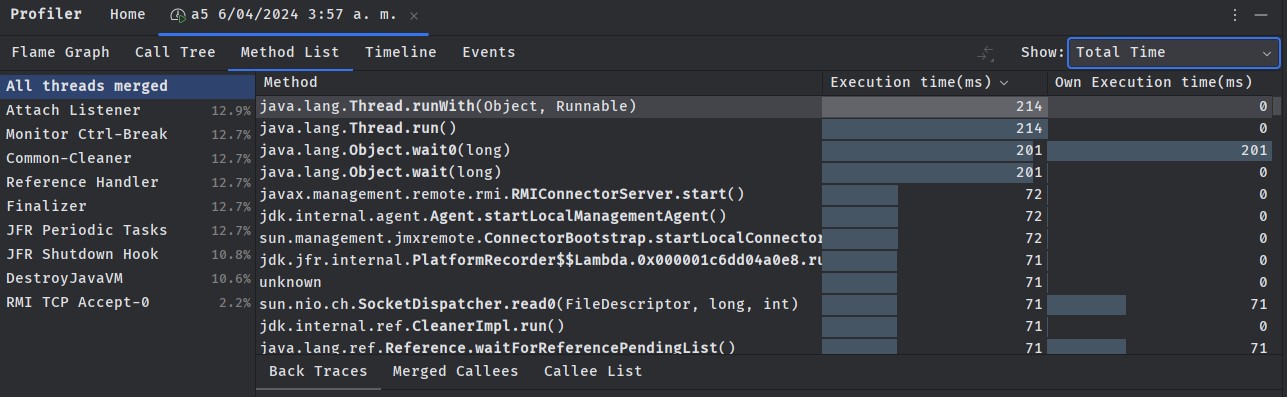 Profiler Home a5 6/04/2024 3:57 a. m.
Flame Graph Call Tree Method List Timeline Events Show: Total Time
All threads merged
Attach Listener 12.9%
Monitor Ctrl-Break 12.7%
Common-Cleaner 12.7%
Reference Handler 12.7%
Finalizer 12.7%
JFR Periodic Tasks 12.7%
JFR Shutdown Hook 10.8%
DestroyJavaVM 10.6%
RMI TCP Accept-0 2.2%
Method Execution time(ms) Own Execution time(ms)
java.lang.Thread.runWith(Object, Runnable) 214 0
java.lang.Thread.run() 214 0
java.lang.Object.wait0(long) 201 201
java.lang.Object.wait(long) 201 0
javax.management.remote.rmi.RMIConnectorServer.start() 72 0
jdk.internal.agent.Agent.startLocalManagementAgent() 72 0
sun.management.jmxremote.ConnectorBootstrap.startLocalConnector 72 0
jdk.jfr.internal.PlatformRecorder$$Lambda.0x000001c6dd04a0e8.ru 71 0
unknown 71 0
sun.nio.ch.SocketDispatcher.read0(FileDescriptor, long, int) 71 71
jdk.internal.ref.CleanerImpl.run() 71 0
java.lang.ref.Reference.waitForReferencePendingList() 71 71
Back Traces Merged Callees Callee List